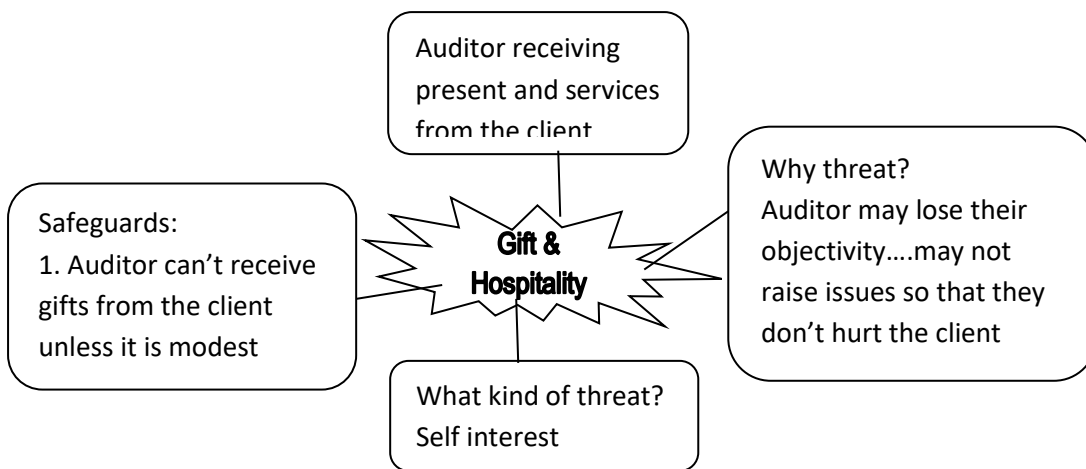 Auditor receiving
present and services
from the client
Safeguards:
1. Auditor can’t receive
gifts from the client
unless it is modest
Gift &
Hospitality
Why threat?
Auditor may lose their
objectivity….may not
raise issues so that they
don’t hurt the client
What kind of threat?
Self interest